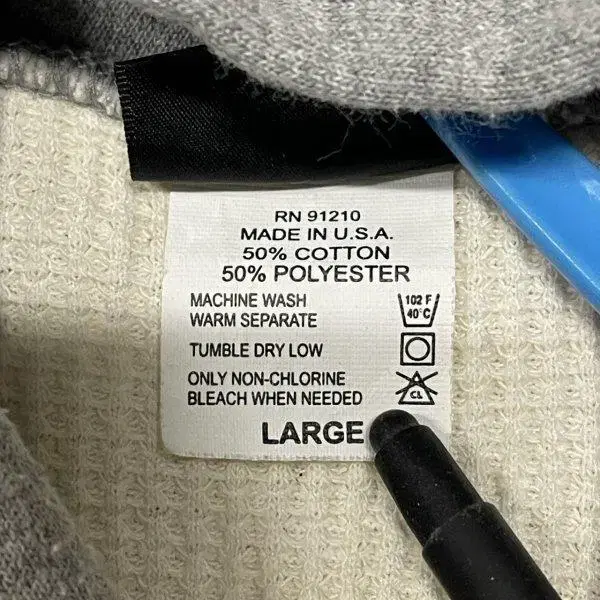 RN 91210
MADE IN U.S.A.
50% COTTON
50% POLYESTER
MACHINE WASH
WARM SEPARATE
102 F
40°C
TUMBLE DRY LOW
ONLY NON-CHLORINE
BLEACH WHEN NEEDED
CL
LARGE